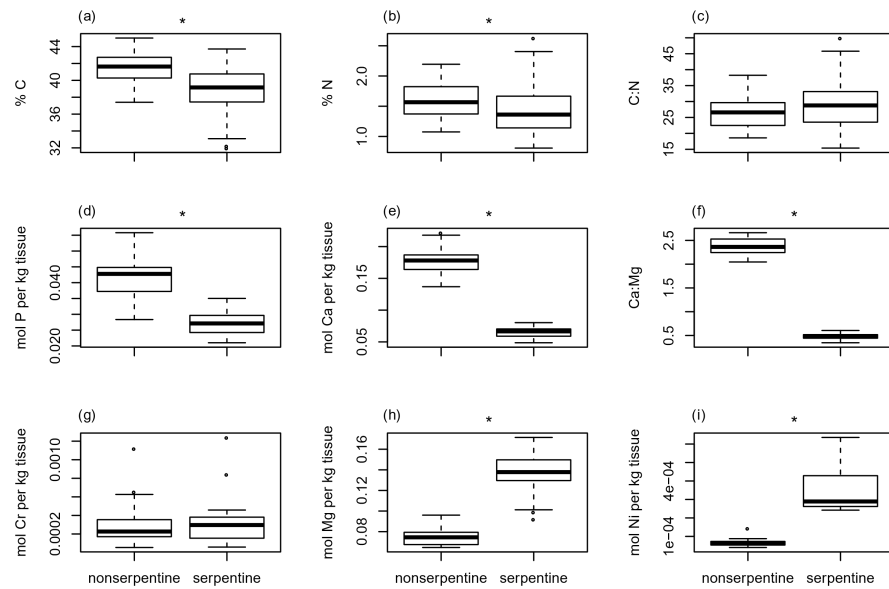 (a) * (b) * (c)
% C 32 36 40 44
% N 1.0 2.0
C:N 15 25 35 45
(d) * (e) * (f) *
mol P per kg tissue 0.020 0.040
mol Ca per kg tissue 0.05 0.15
Ca:Mg 0.5 1.5 2.5
(g) (h) * (i) *
mol Cr per kg tissue 0.0002 0.0010
mol Mg per kg tissue 0.08 0.12 0.16
mol Ni per kg tissue 1e−04 4e−04
nonserpentine serpentine nonserpentine serpentine nonserpentine serpentine